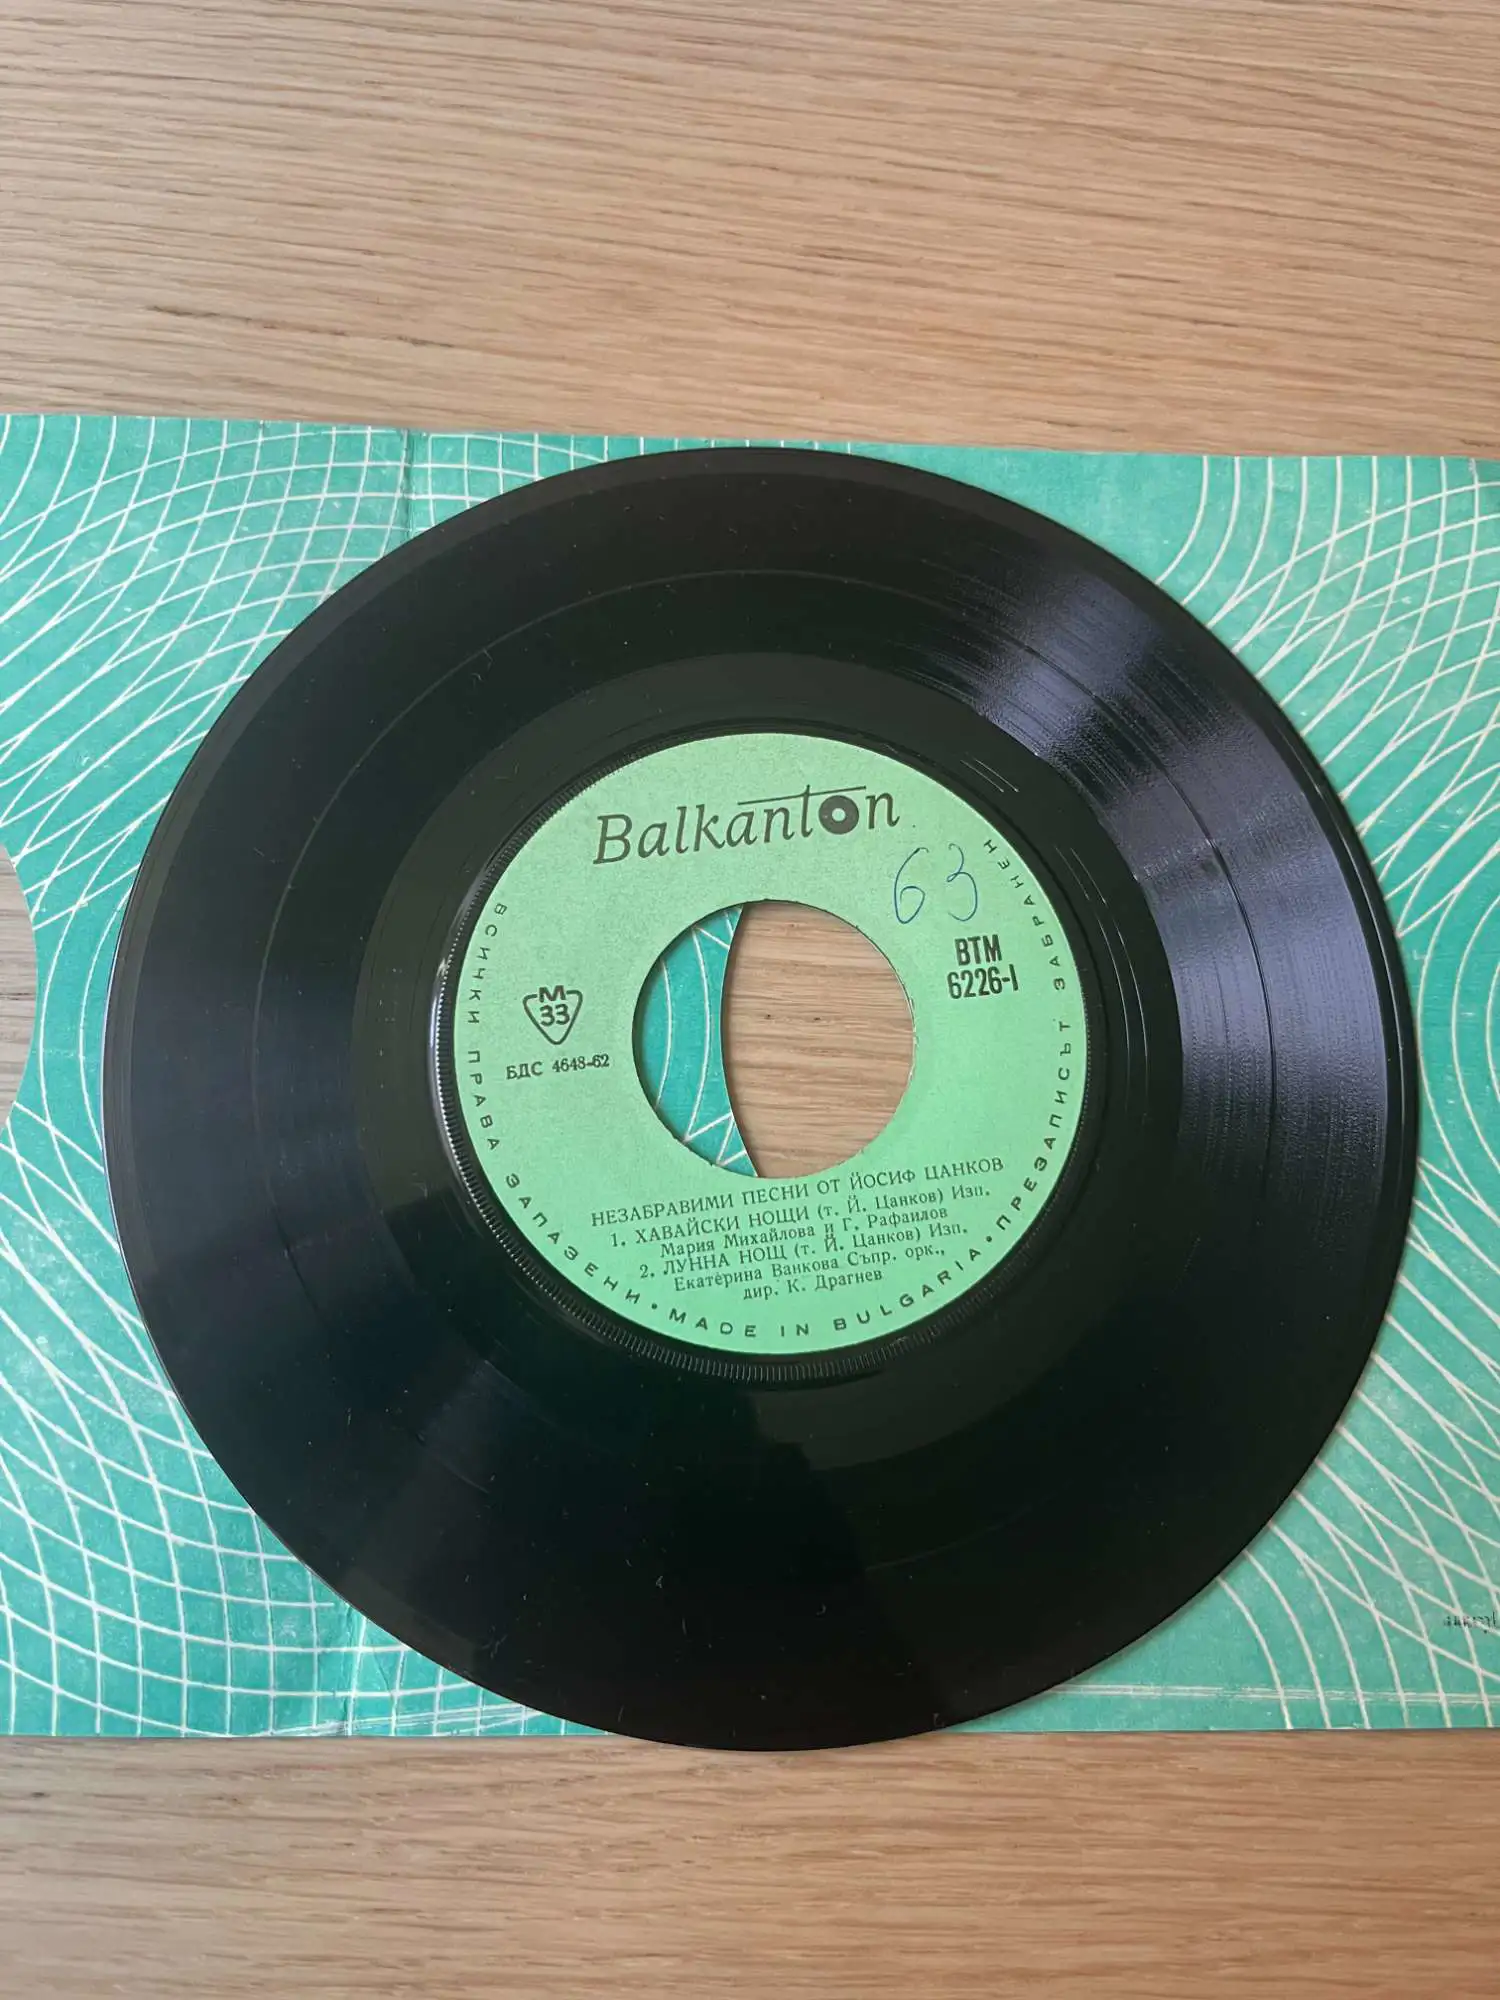 Balkanton
63
ВТМ
6226-I
М
33
БДС 4648-62
НЕЗАБРАВИМИ ПЕСНИ ОТ ЙОСИФ ЦАНКОВ
1. ХАВАЙСКИ НОЩИ (т. Й. Цанков) Изп.
Мария Михайлова и Г. Рафаилов
2. ЛУННА НОЩ (т. Й. Цанков) Изп.
Екатерина Ванкова Съпр. орк.,
дир. К. Драгнев
ВСИЧКИ ПРАВА ЗАПАЗЕНИ • MADE IN BULGARIA • ПРЕЗАПИСЪТ ЗАБРАНЕН